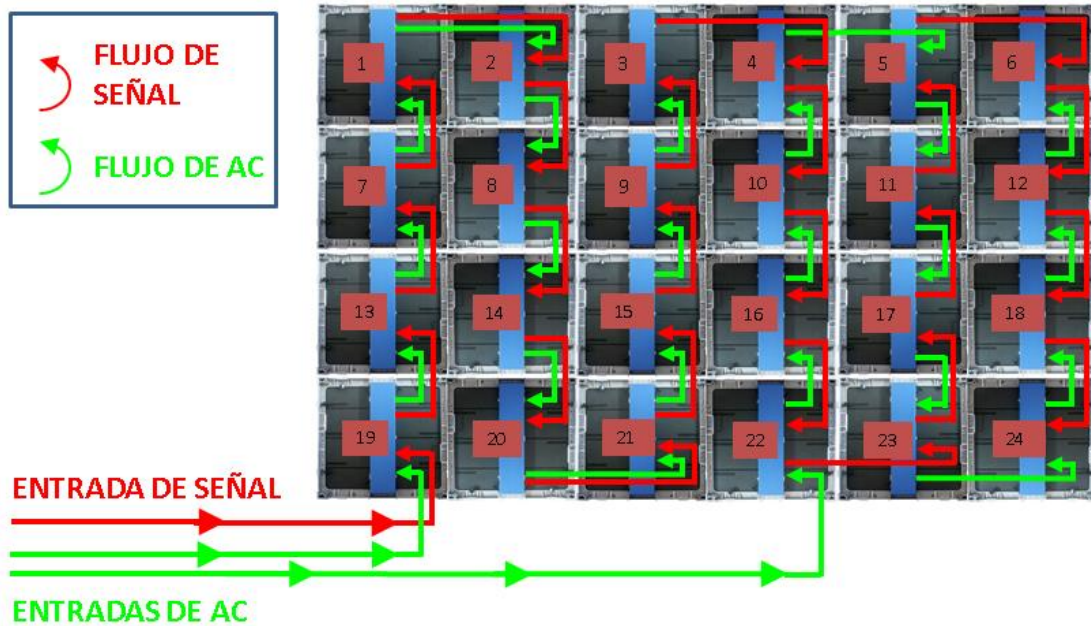 FLUJO DE
SEÑAL
FLUJO DE AC
1 2 3 4 5 6
7 8 9 10 11 12
13 14 15 16 17 18
19 20 21 22 23 24
ENTRADA DE SEÑAL
ENTRADAS DE AC